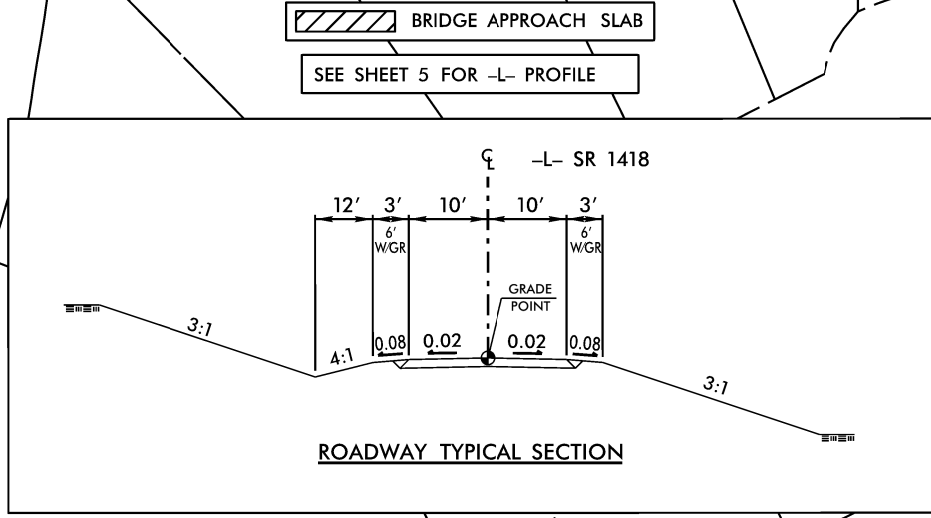 BRIDGE APPROACH SLAB
SEE SHEET 5 FOR –L– PROFILE
℄ –L– SR 1418
12' 3' 10' 10' 3'
6' 6'
W/GR W/GR
GRADE
POINT
3:1 4:1 0.08 0.02 0.02 0.08 3:1
ROADWAY TYPICAL SECTION